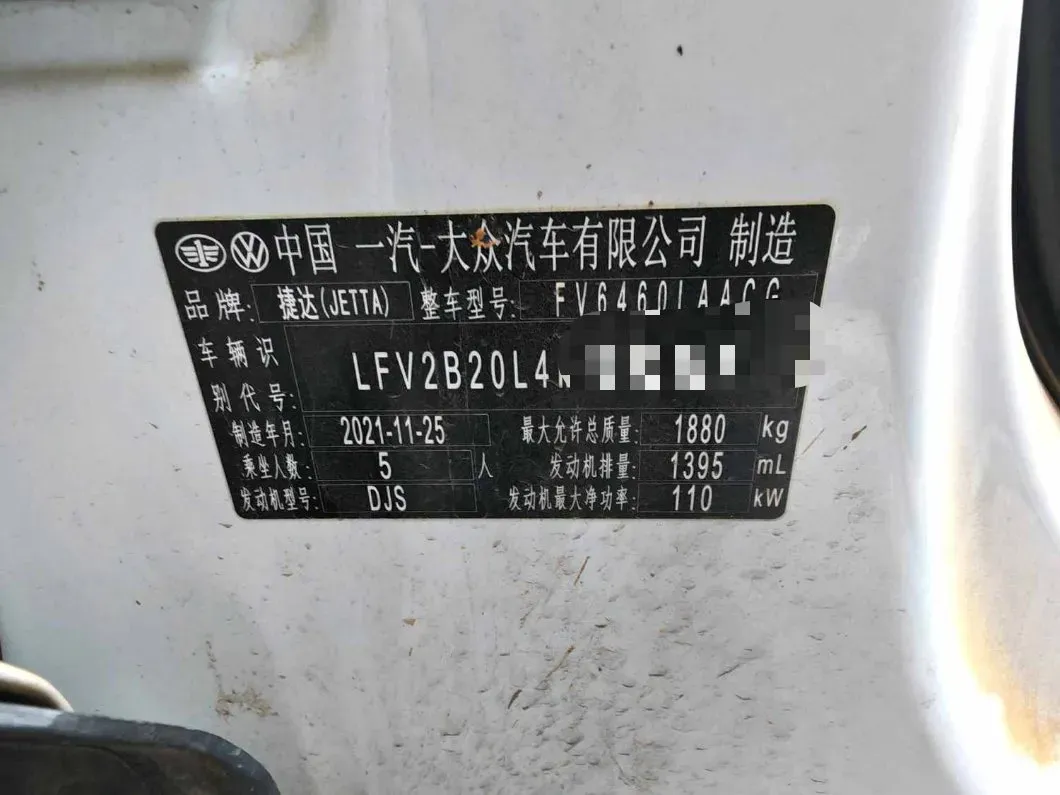 中国 一汽-大众汽车有限公司 制造
品牌: 捷达(JETTA) 整车型号: FV6460LAACG
车辆识别代号: LFV2B20L4
制造年月: 2021-11-25 最大允许总质量: 1880 kg
乘坐人数: 5 人 发动机排量: 1395 mL
发动机型号: DJS 发动机最大净功率: 110 kW